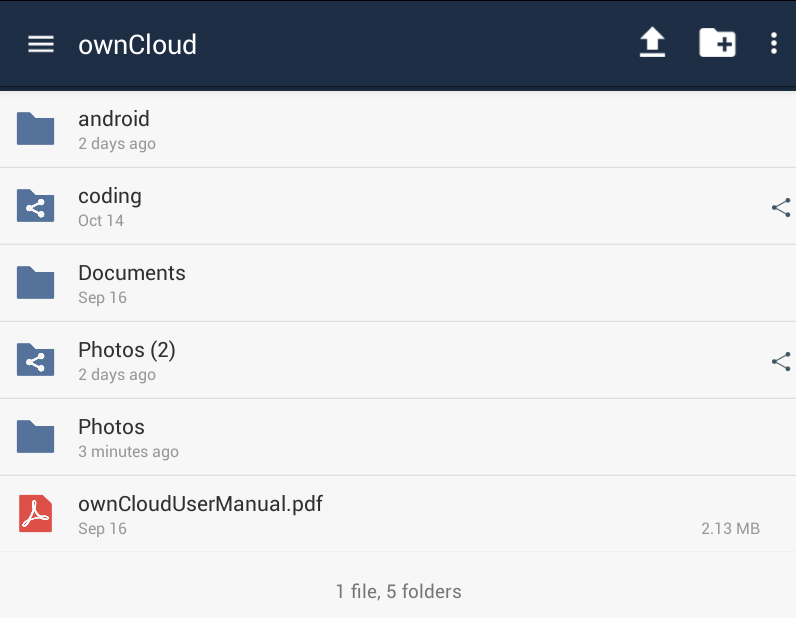 ownCloud
android
2 days ago
coding
Oct 14
Documents
Sep 16
Photos (2)
2 days ago
Photos
3 minutes ago
ownCloudUserManual.pdf
Sep 16
2.13 MB
1 file, 5 folders